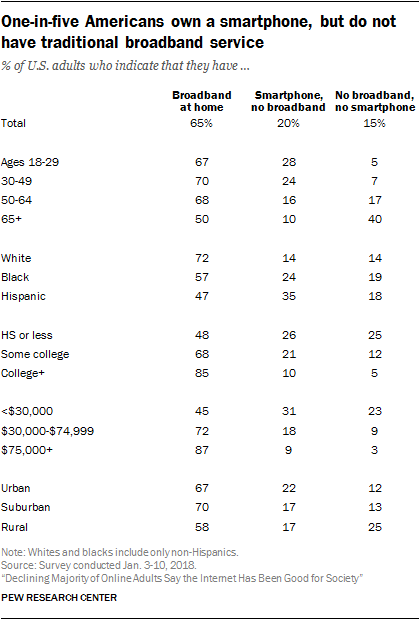 One-in-five Americans own a smartphone, but do not
have traditional broadband service
% of U.S. adults who indicate that they have ...
Broadband at home Smartphone, no broadband No broadband, no smartphone
Total 65% 20% 15%
Ages 18-29 67 28 5
30-49 70 24 7
50-64 68 16 17
65+ 50 10 40
White 72 14 14
Black 57 24 19
Hispanic 47 35 18
HS or less 48 26 25
Some college 68 21 12
College+ 85 10 5
<$30,000 45 31 23
$30,000-$74,999 72 18 9
$75,000+ 87 9 3
Urban 67 22 12
Suburban 70 17 13
Rural 58 17 25
Note: Whites and blacks include only non-Hispanics.
Source: Survey conducted Jan. 3-10, 2018.
“Declining Majority of Online Adults Say the Internet Has Been Good for Society”
PEW RESEARCH CENTER